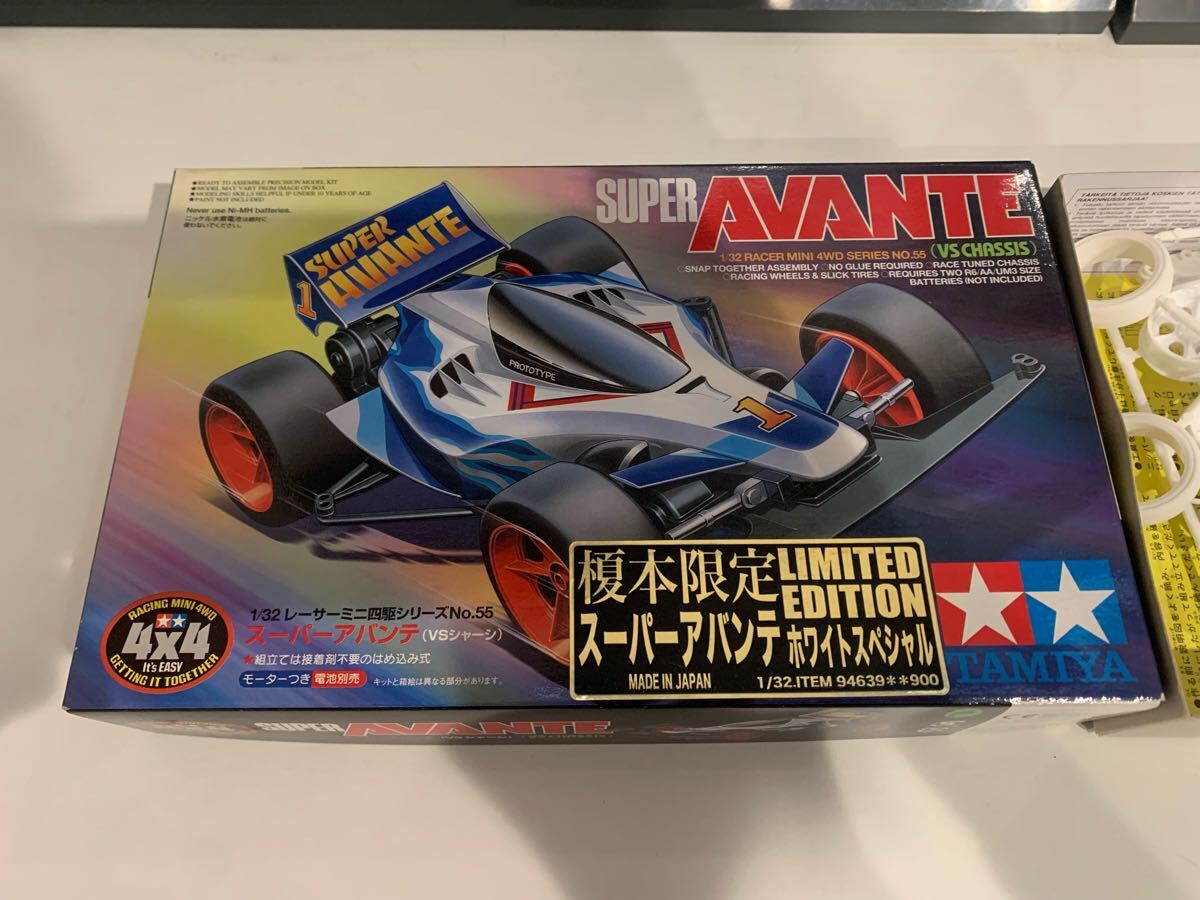 ★READY TO ASSEMBLE PRECISION MODEL KIT
★MODEL MAY VARY FROM IMAGE ON BOX
★MODELING SKILLS HELPFUL IF UNDER 10 YEARS OF AGE
★PAINT NOT INCLUDED
Never use Ni-MH batteries.
ニッケル水素電池は絶対に
使わないでください。
SUPER AVANTE
1/32 RACER MINI 4WD SERIES NO.55 (VS CHASSIS)
○SNAP TOGETHER ASSEMBLY ○NO GLUE REQUIRED ○RACE TUNED CHASSIS
○RACING WHEELS & SLICK TIRES ○REQUIRES TWO R6/AA/UM3 SIZE
BATTERIES (NOT INCLUDED)
SUPER
AVANTE
1
PROTOTYPE
1
RACING MINI 4WD
4x4
It's EASY
GETTING IT TOGETHER
1/32 レーサーミニ四駆シリーズNo.55
スーパーアバンテ(VSシャーシ)
★組立ては接着剤不要のはめ込み式
モーターつき 電池別売 キットと箱絵は異なる部分があります。
榎本限定 LIMITED EDITION
スーパーアバンテ ホワイトスペシャル
MADE IN JAPAN 1/32.ITEM 94639**900
TAMIYA
SUPER AVANTE
TÄRKEITÄ TIETOJA KOSKIEN
RAKENNUSSARJAA!